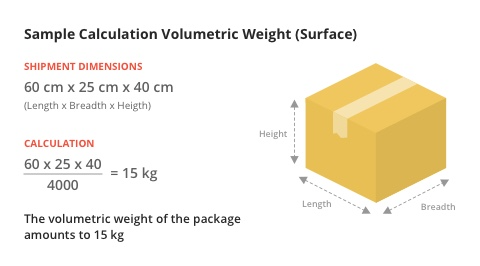 Sample Calculation Volumetric Weight (Surface)
SHIPMENT DIMENSIONS
60 cm x 25 cm x 40 cm
(Length x Breadth x Heigth)
CALCULATION
60 x 25 x 40
4000
= 15 kg
The volumetric weight of the package
amounts to 15 kg
Height
Length
Breadth